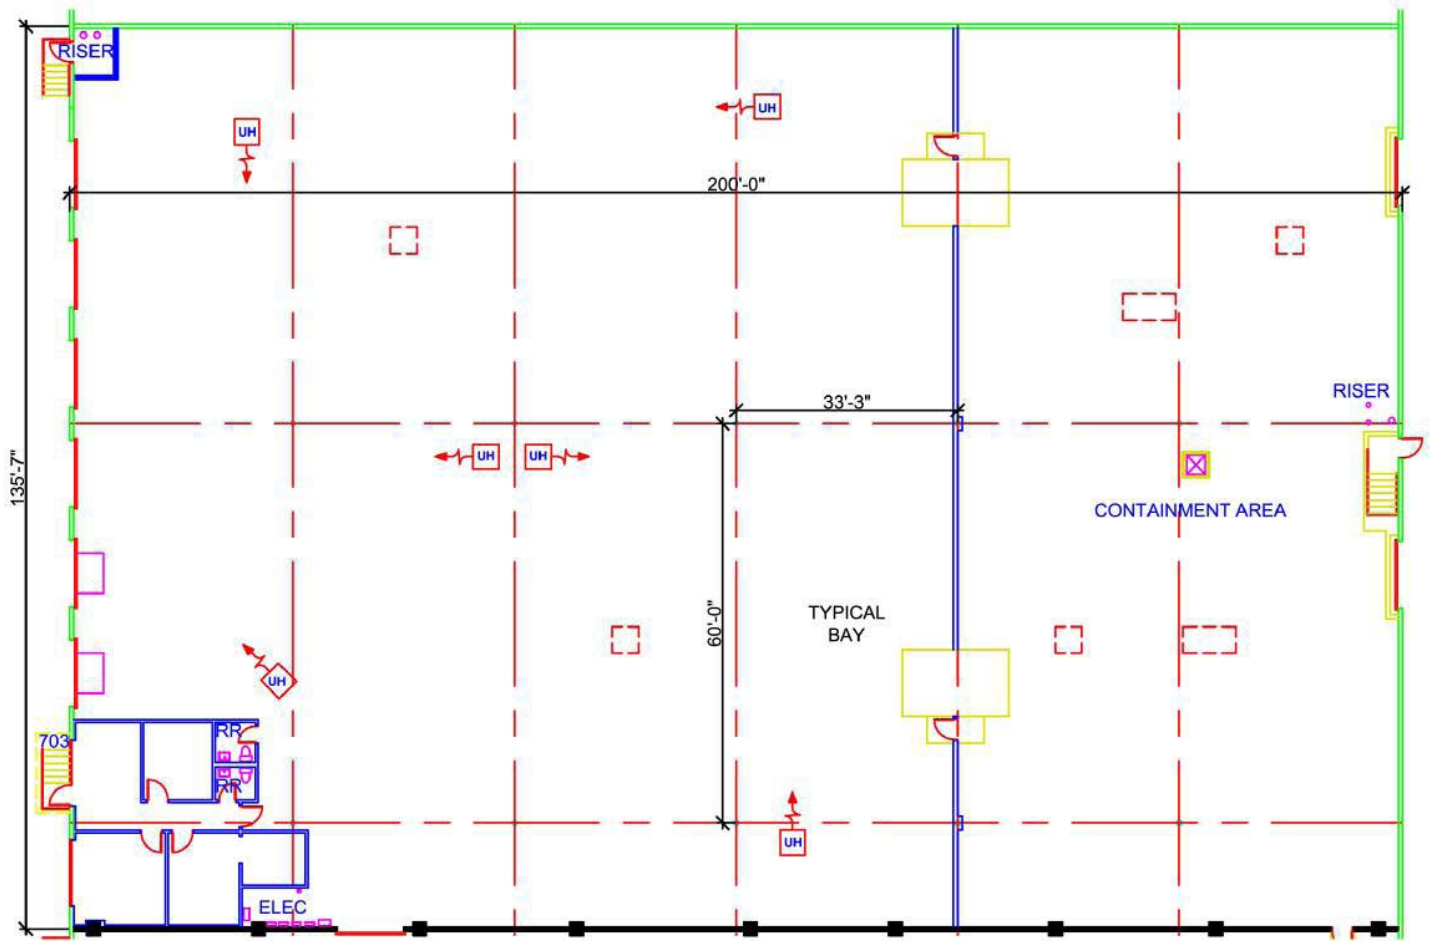 RISER
UH
UH
200'-0"
33'-3"
RISER
135'-7"
UH
UH
CONTAINMENT AREA
60'-0"
TYPICAL
BAY
UH
RR
703
RR
UH
ELEC